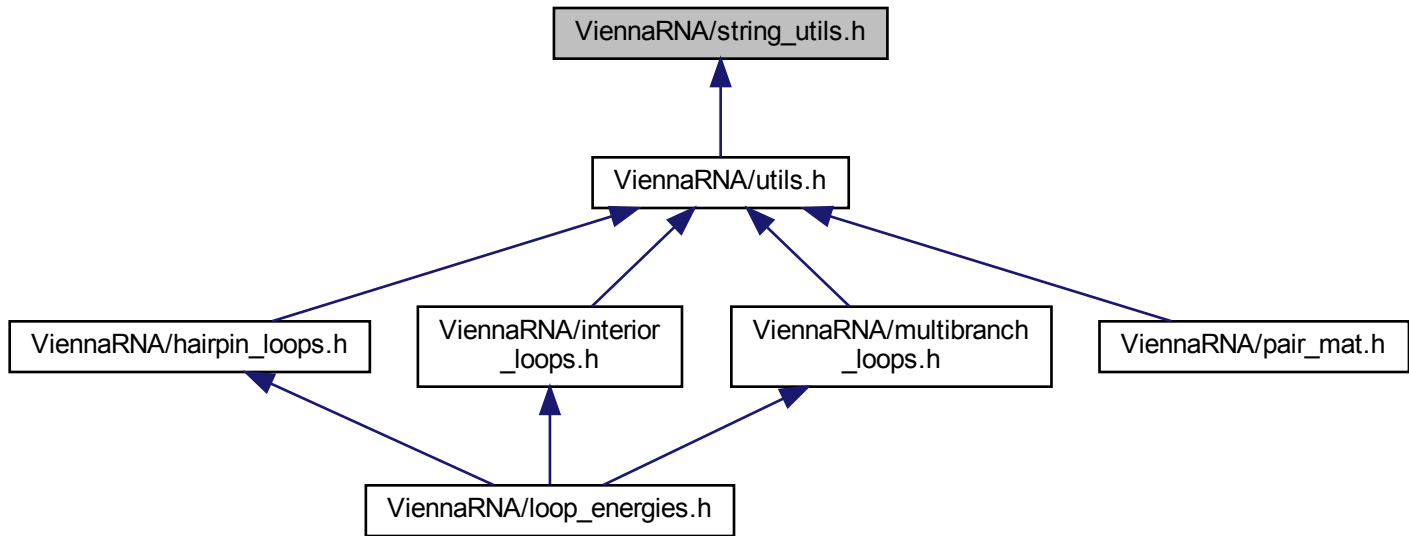 ViennaRNA/string_utils.h
ViennaRNA/utils.h
ViennaRNA/hairpin_loops.h
ViennaRNA/interior
_loops.h
ViennaRNA/multibranch
_loops.h
ViennaRNA/pair_mat.h
ViennaRNA/loop_energies.h